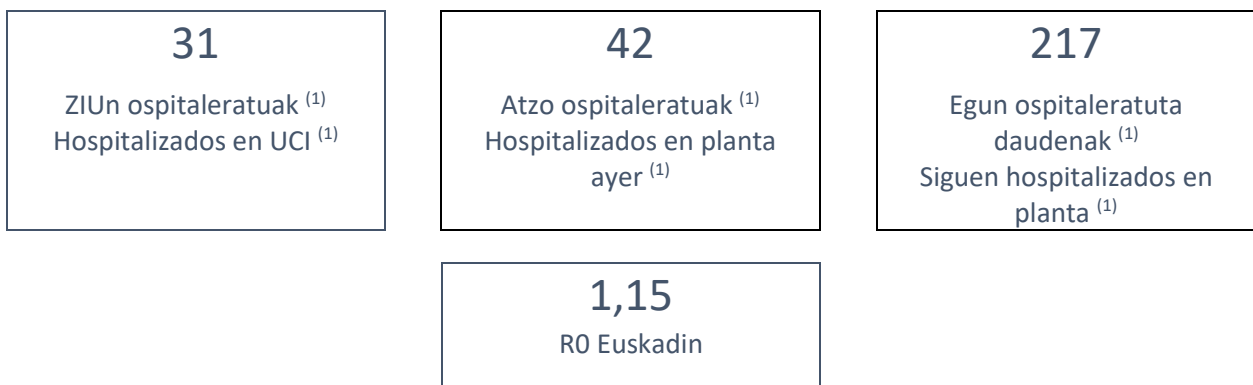 31
ZIUn ospitaleratuak (1)
Hospitalizados en UCI (1)
42
Atzo ospitaleratuak (1)
Hospitalizados en planta
ayer (1)
217
Egun ospitaleratuta
daudenak (1)
Siguen hospitalizados en
planta (1)
1,15
R0 Euskadin